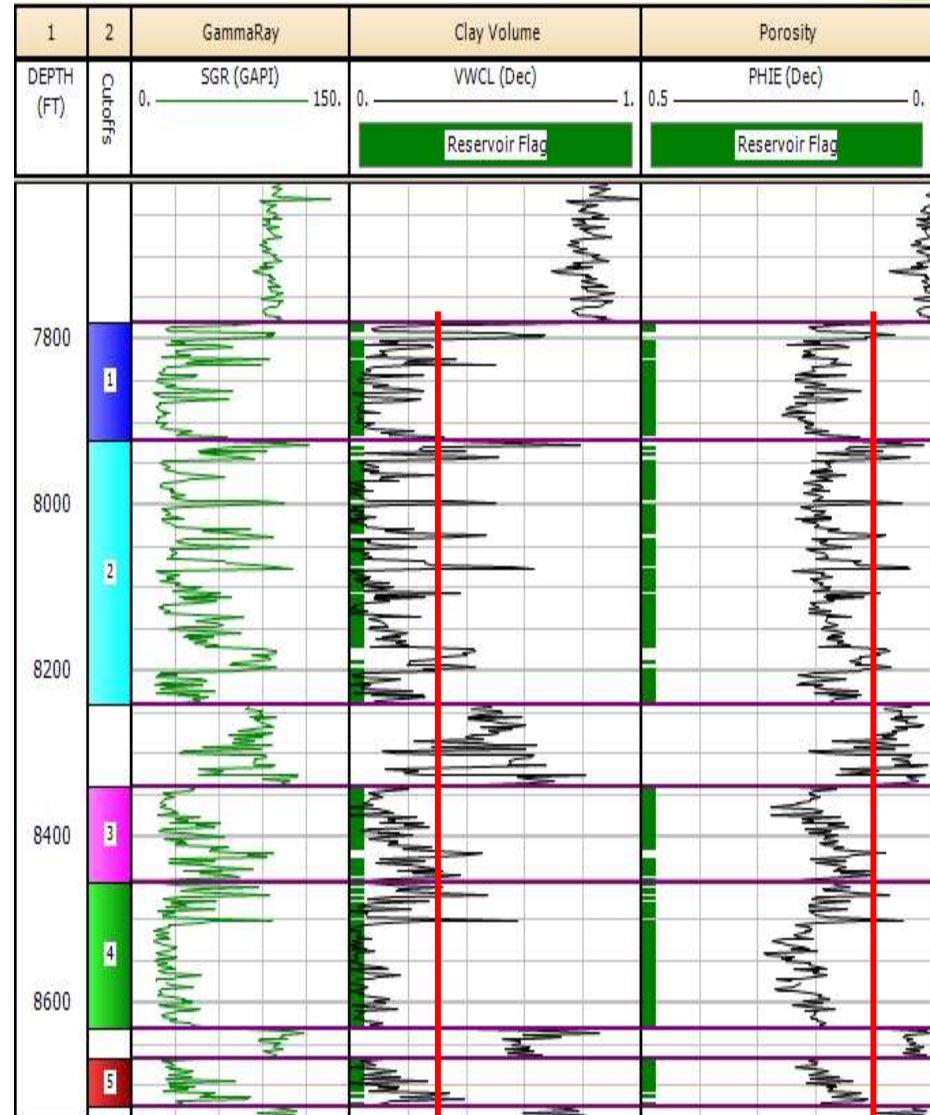 1 2 GammaRay Clay Volume Porosity
DEPTH (FT)
Cutoffs
SGR (GAPI)
0. 150.
VWCL (Dec)
0. 1.
Reservoir Flag
PHIE (Dec)
0.5 0.
Reservoir Flag
7800
1
8000
2
8200
8400
3
4
8600
5